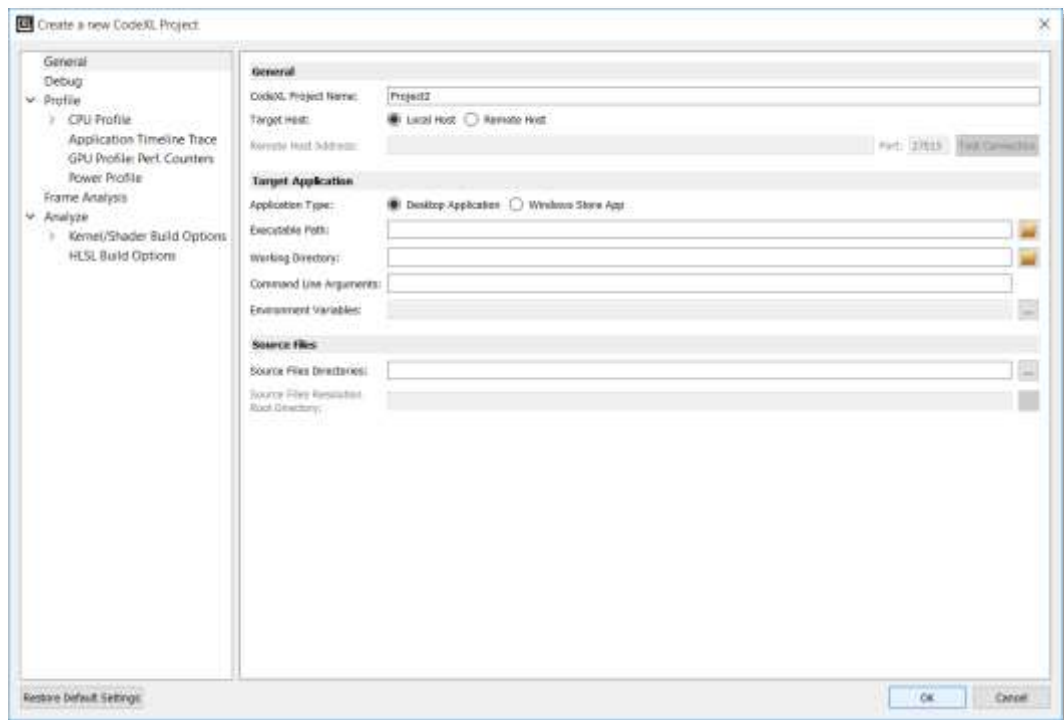 Create a new CodeXL Project
General
Debug
Profile
CPU Profile
Application Timeline Trace
GPU Profile: Perf. Counters
Power Profile
Frame Analysis
Analyze
Kernel/Shader Build Options
HLSL Build Options
General
CodeXL Project Name: Project2
Target Host: Local Host Remote Host
Remote Host Address: Port: 27015 Test Connection
Target Application
Application Type: Desktop Application Windows Store App
Executable Path:
Working Directory:
Command Line Arguments:
Environment Variables: ...
Source Files
Source Files Directories: ...
Source Files Resolution
Root Directory:
Restore Default Settings
OK Cancel